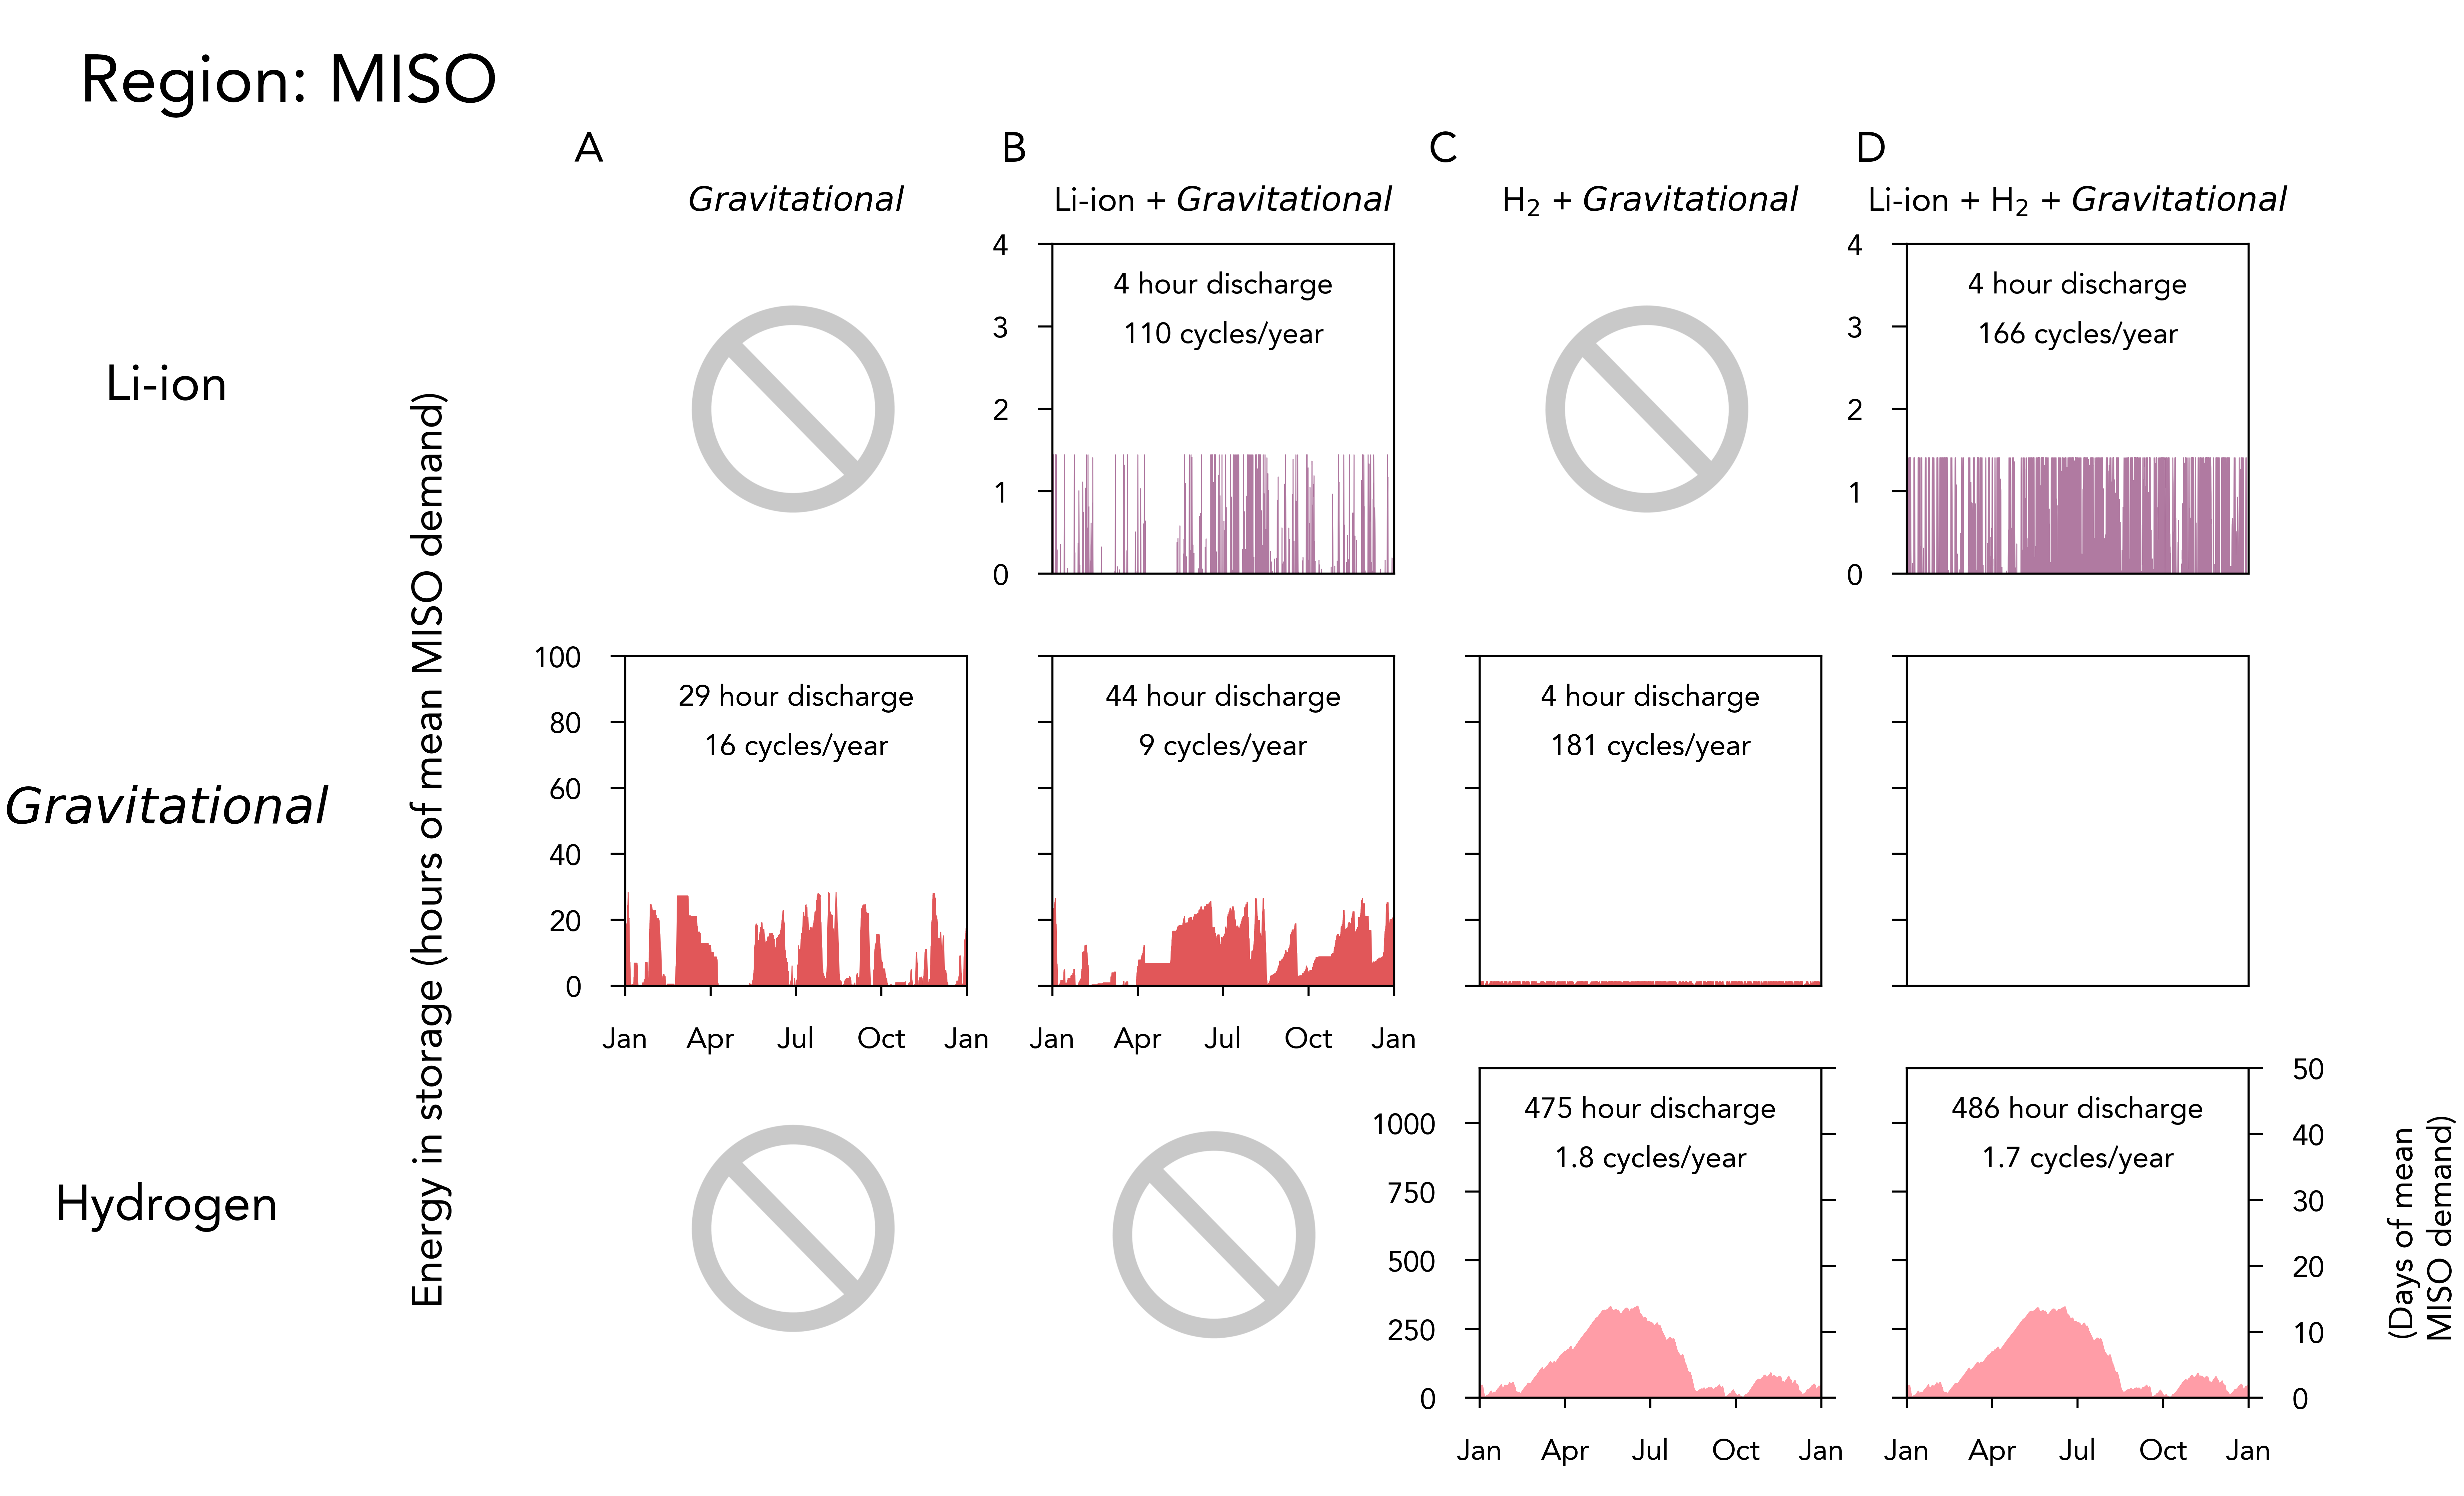 Region: MISO
A
B
C
D
Gravitational
Li-ion + Gravitational
H₂ + Gravitational
Li-ion + H₂ + Gravitational
Li-ion
Gravitational
Hydrogen
Energy in storage (hours of mean MISO demand)
4
3
2
1
0
4 hour discharge
110 cycles/year
4
3
2
1
0
4 hour discharge
166 cycles/year
100
80
60
40
20
0
29 hour discharge
16 cycles/year
Jan Apr Jul Oct Jan
44 hour discharge
9 cycles/year
Jan Apr Jul Oct Jan
4 hour discharge
181 cycles/year
1000
750
500
250
0
475 hour discharge
1.8 cycles/year
Jan Apr Jul Oct Jan
486 hour discharge
1.7 cycles/year
Jan Apr Jul Oct Jan
50
40
30
20
10
0
(Days of mean
MISO demand)